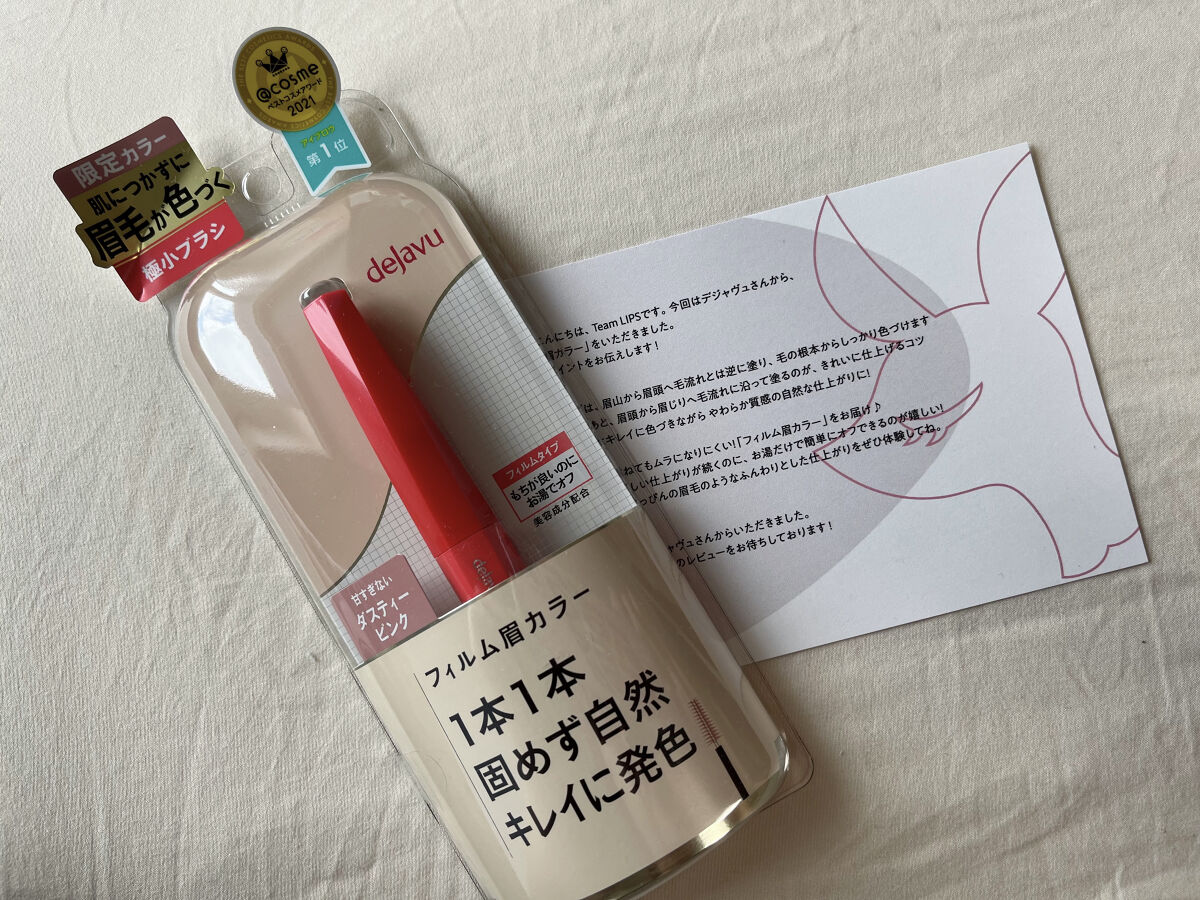 @cosme
ベストコスメアワード
2021
アイブロウ
第1位
限定カラー
肌につかずに
眉毛が色づく
極小ブラシ
dejavu
フィルムタイプ
もちが良いのに
お湯でオフ
美容成分配合
甘すぎない
ダスティー
ピンク
フィルム眉カラー
1本1本
固めず自然
キレイに発色
んにちは、Team LIPSです。今回はデジャヴュさんから、
眉カラー」をいただきました。
イントをお伝えします!
は、眉山から眉頭へ毛流れとは逆に塗り、毛の根本からしっかり色づけます
ちと、眉頭から眉じりへ毛流れに沿って塗るのが、きれいに仕上げるコツ
キレイに色づきながらやわらか質感の自然な仕上がりに!
ねてもムラになりにくい!「フィルム眉カラー」をお届け♪
しい仕上がりが続くのに、お湯だけで簡単にオフできるのが嬉しい!
っぴんの眉毛のようなふんわりとした仕上がりをぜひ体験してね。
ャヴュさんからいただきました。
のレビューをお待ちしております!